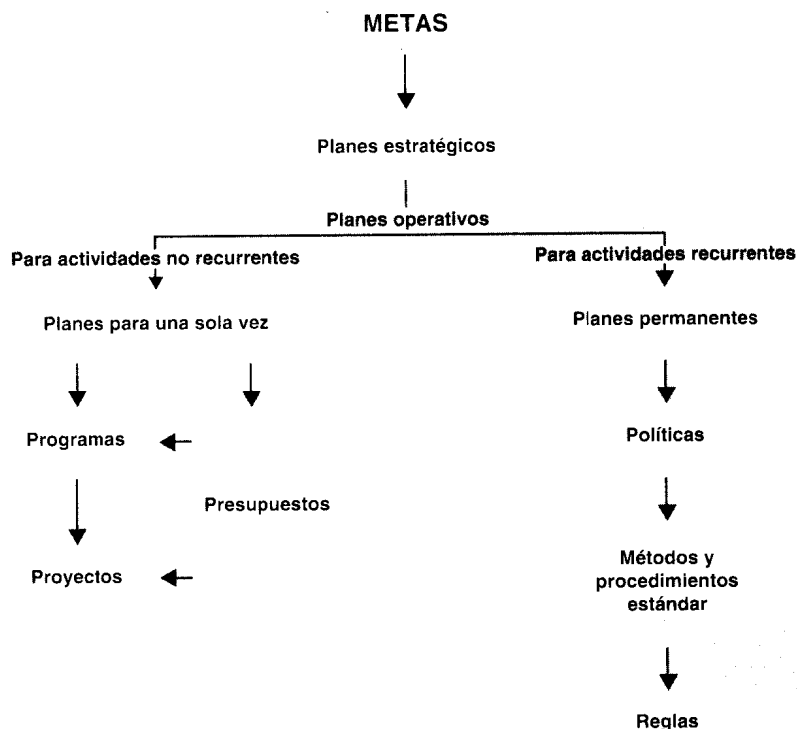 METAS
Planes estratégicos
Planes operativos
Para actividades no recurrentes
Para actividades recurrentes
Planes para una sola vez
Planes permanentes
Programas
Políticas
Presupuestos
Proyectos
Métodos y
procedimientos
estándar
Reglas